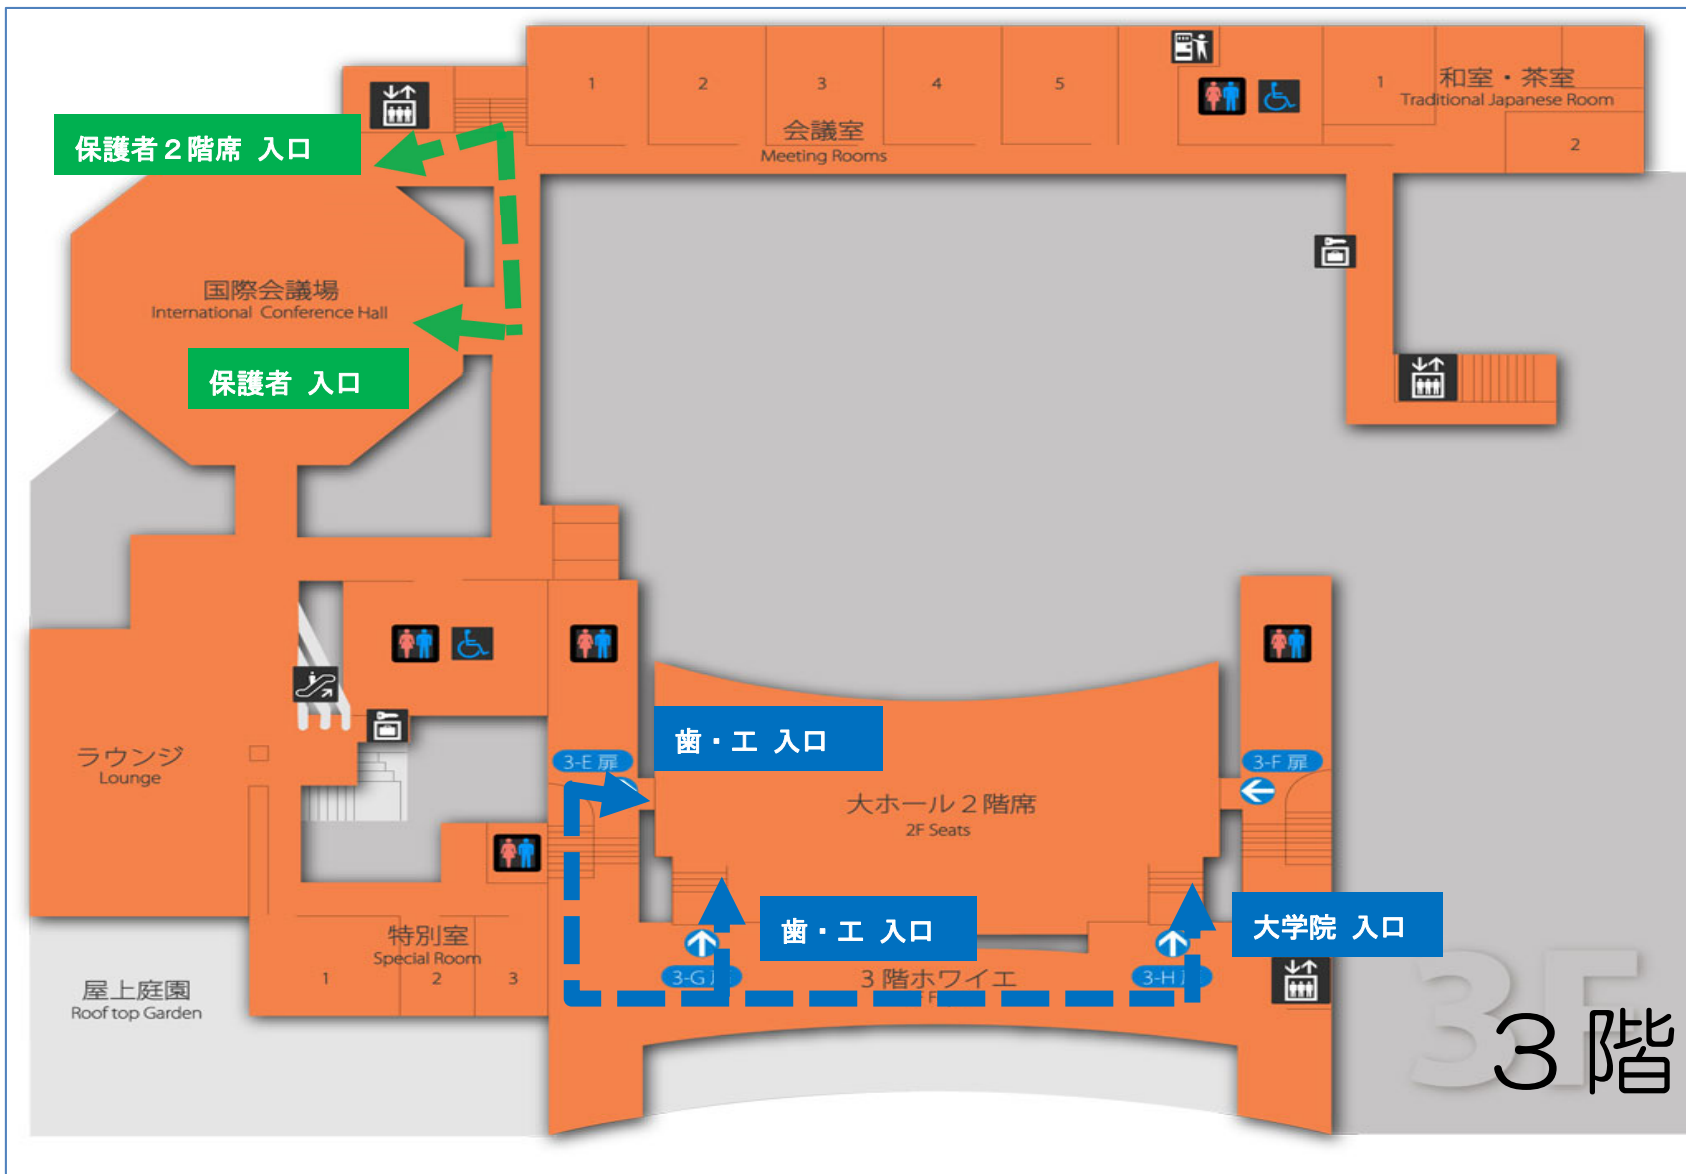 1
2
3
4
5
会議室
Meeting Rooms
1
和室・茶室
Traditional Japanese Room
2
保護者２階席 入口
国際会議場
International Conference Hall
保護者 入口
歯・工 入口
3-E 扉
3-F 扉
ラウンジ
Lounge
大ホール２階席
2F Seats
歯・工 入口
大学院 入口
特別室
Special Room
1
2
3
3-G
3-H
３階ホワイエ
F
屋上庭園
Roof top Garden
3F
３階